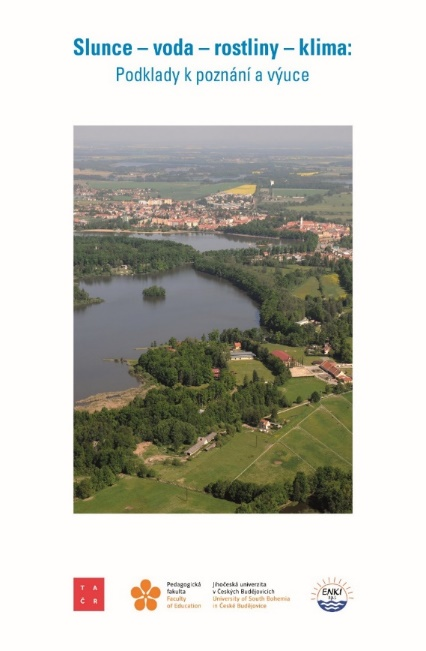 Slunce – voda – rostliny – klima:
Podklady k poznání a výuce
T A
Č R
Pedagogická
fakulta
Faculty
of Education
Jihočeská univerzita
v Českých Budějovicích
University of South Bohemia
in České Budějovice
ENKI